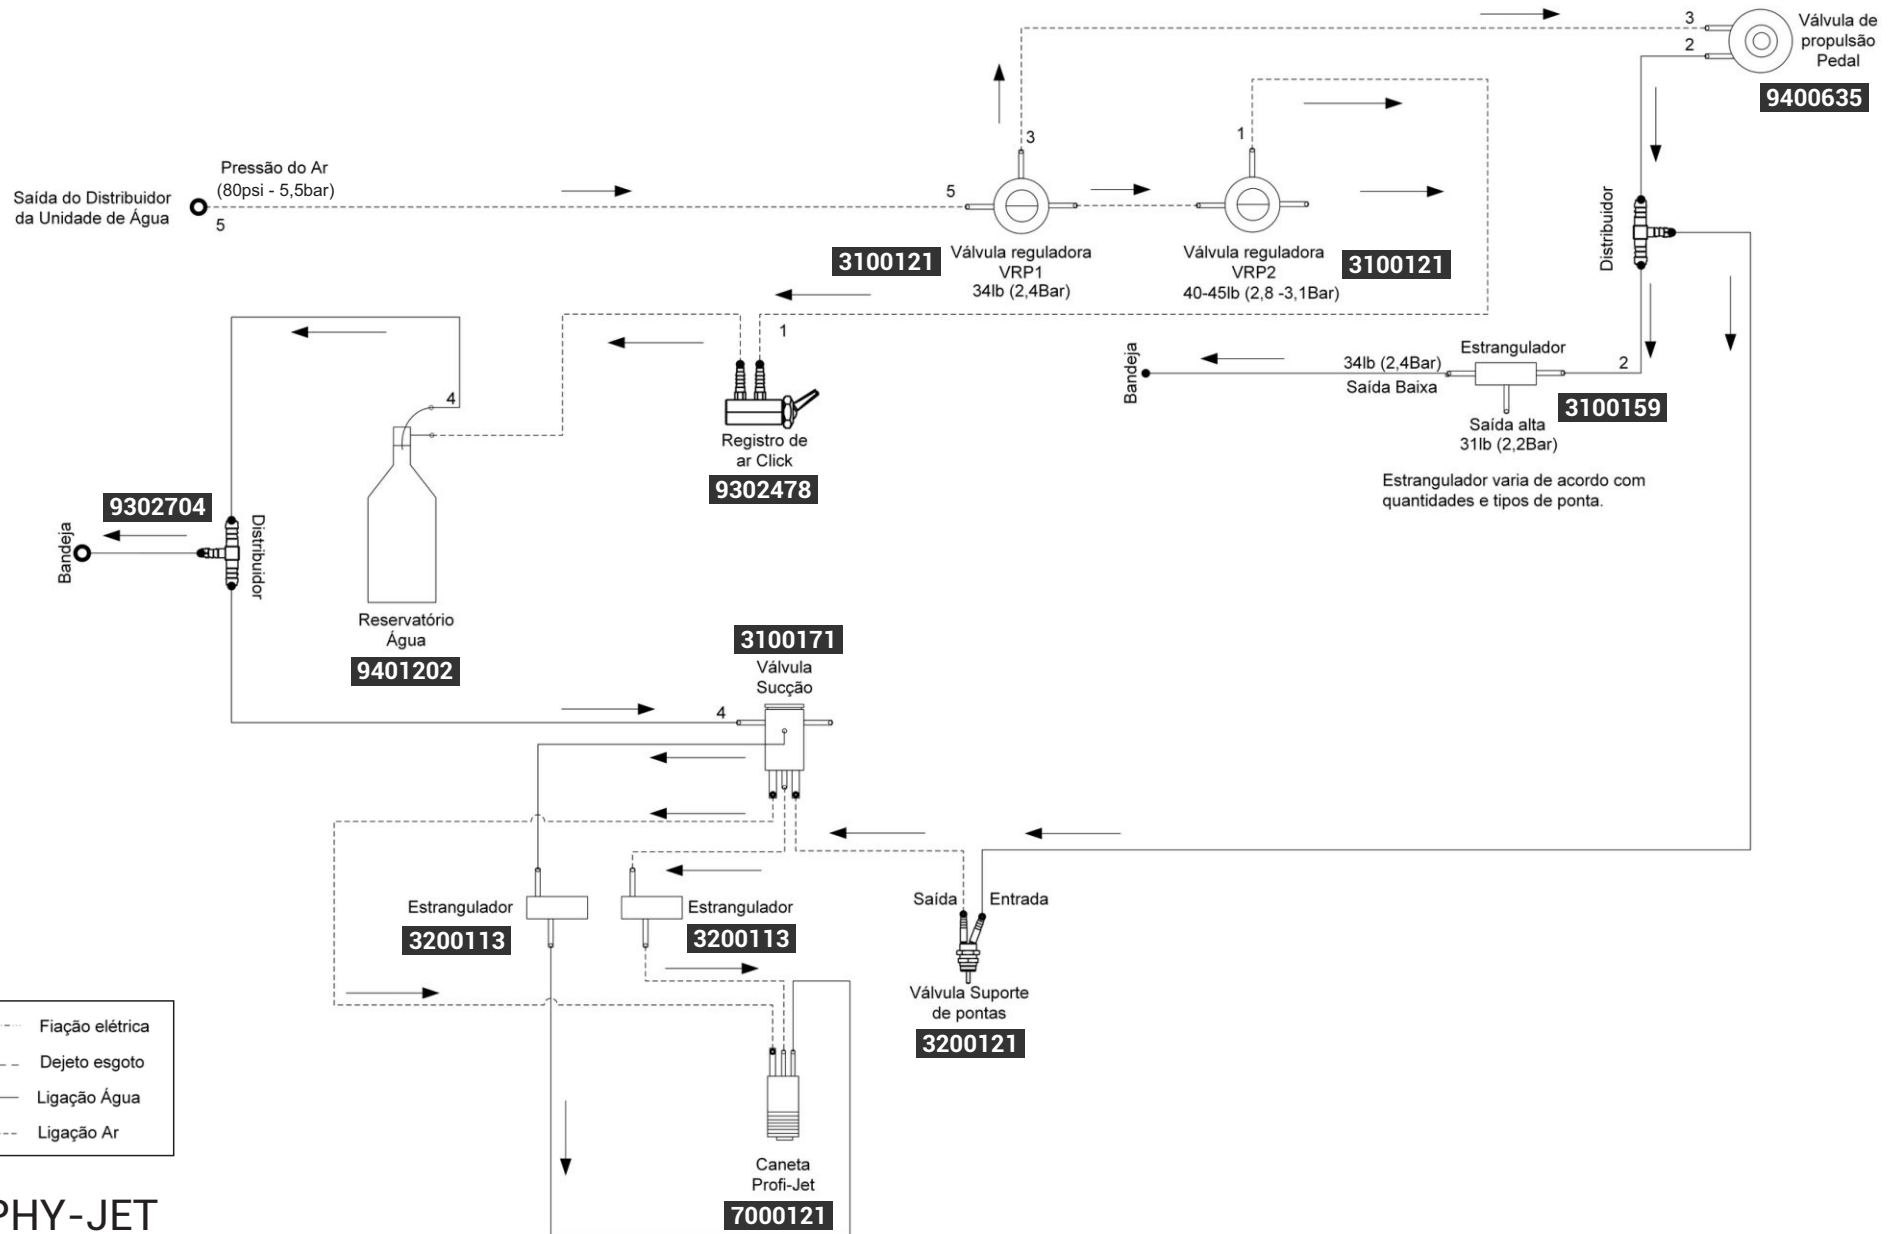 3
2
Válvula de
propulsão
Pedal
9400635
3
1
Pressão do Ar
(80psi - 5,5bar)
Saída do Distribuidor
da Unidade de Água
5
5
Distribuidor
3100121
Válvula reguladora
VRP1
34lb (2,4Bar)
Válvula reguladora
VRP2
40-45lb (2,8 -3,1Bar)
3100121
1
Bandeja
34lb (2,4Bar)
Saída Baixa
Estrangulador
2
3100159
Saída alta
31lb (2,2Bar)
Estrangulador varia de acordo com
quantidades e tipos de ponta.
4
Registro de
ar Click
9302478
9302704
Bandeja
Distribuidor
Reservatório
Água
9401202
3100171
Válvula
Sucção
4
Estrangulador
3200113
Estrangulador
3200113
Saída
Entrada
Válvula Suporte
de pontas
3200121
Fiação elétrica
Dejeto esgoto
Ligação Água
Ligação Ar
Caneta
Profi-Jet
7000121
PHY-JET